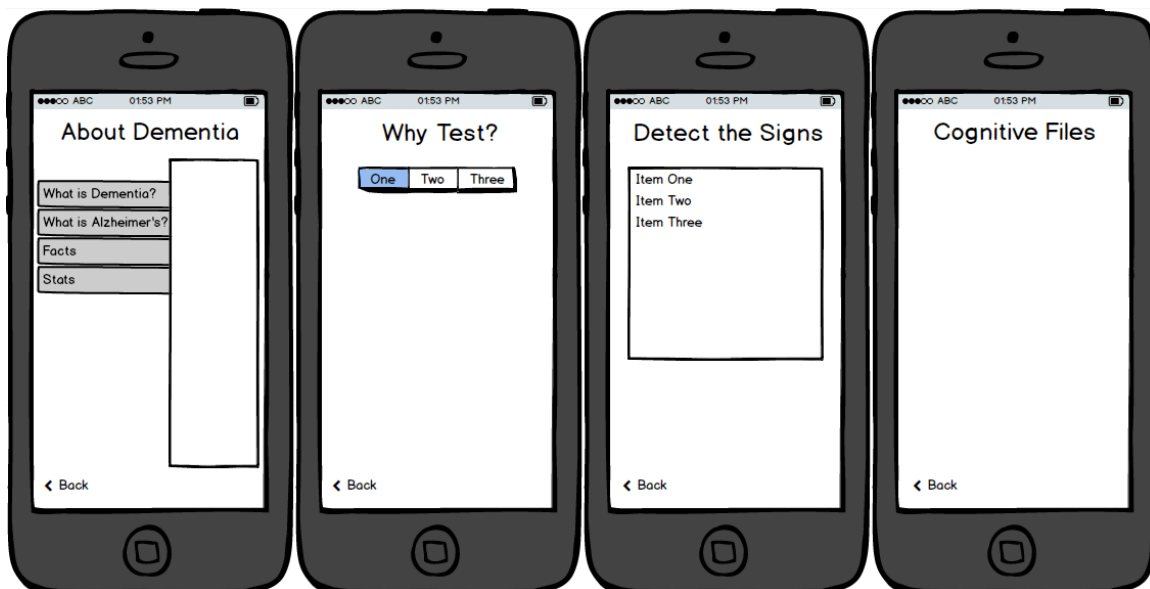 ABC 01:53 PM
About Dementia
What is Dementia?
What is Alzheimer's?
Facts
Stats
Back
ABC 01:53 PM
Why Test?
One Two Three
Back
ABC 01:53 PM
Detect the Signs
Item One
Item Two
Item Three
Back
ABC 01:53 PM
Cognitive Files
Back